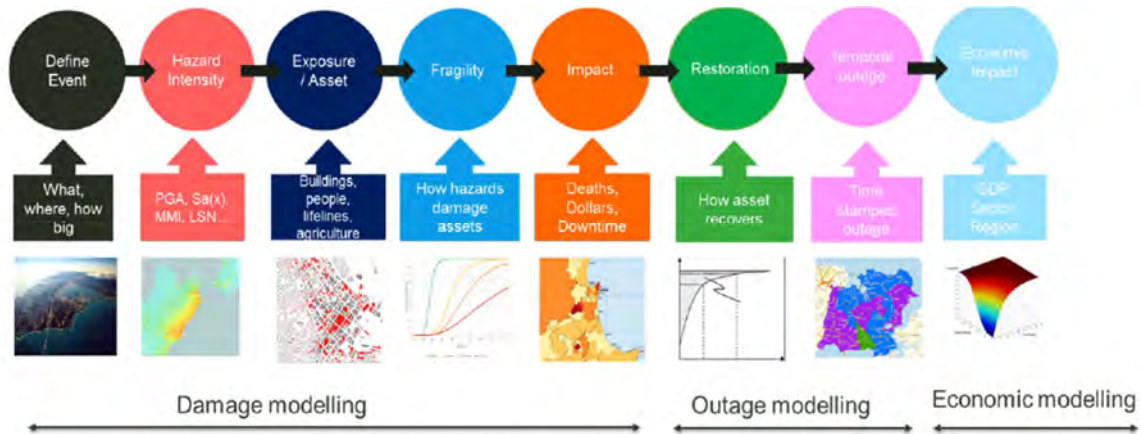 Define
Event
Hazard
Intensity
Exposure
/ Asset
Fragility
Impact
Restoration
Temporal
outage
Economic
Impact
What,
where, how
big
PGA, Sa(x),
MMI, LSN...
Buildings,
people,
lifelines,
agriculture
How hazards
damage
assets
Deaths,
Dollars,
Downtime
How asset
recovers
Time
stamped
outage
GDP
Sector
Region
Damage modelling
Outage modelling
Economic modelling